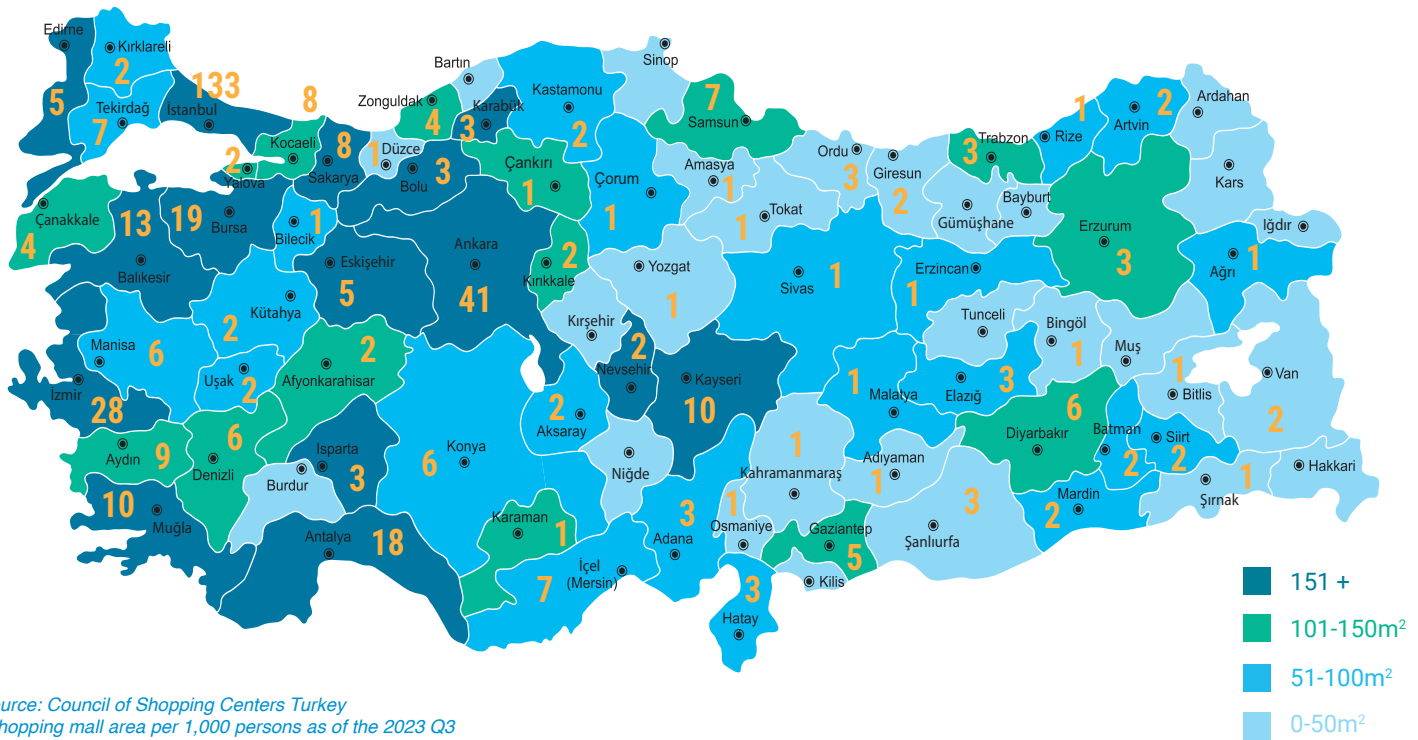 Edirne
Kırklareli
2
5
Tekirdağ
7
133
İstanbul
8
Kocaeli
2
Yalova
8
Sakarya
1
Düzce
Bartın
Zonguldak
4
Karabük
3
Bolu
3
Kastamonu
2
Sinop
7
Samsun
Çankırı
1
Çorum
1
Amasya
1
1
Tokat
Ordu
3
Giresun
2
Gümüşhane
Bayburt
Trabzon
3
1
Rize
2
Artvin
Ardahan
Kars
Iğdır
Ağrı
1
Erzurum
3
Erzincan
1
Çanakkale
4
13
Balıkesir
19
Bursa
1
Bilecik
Eskişehir
5
Ankara
41
2
Kırıkkale
Yozgat
1
Sivas
1
Tunceli
Bingöl
1
Muş
1
Bitlis
Van
2
Kütahya
2
Manisa
6
Uşak
2
2
Afyonkarahisar
Kırşehir
2
Nevsehir
Kayseri
10
1
Malatya
Elazığ
3
6
Diyarbakır
Batman
2
Siirt
2
1
Şırnak
Hakkari
İzmir
28
Aydın
9
6
Denizli
Isparta
3
Burdur
6
Konya
2
Aksaray
Niğde
1
Kahramanmaraş
Adıyaman
1
3
Şanlıurfa
Mardin
2
10
Muğla
Antalya
18
Karaman
1
İçel
(Mersin)
7
3
Adana
1
Osmaniye
Gaziantep
5
Kilis
3
Hatay
151 +
101-150m²
51-100m²
0-50m²
urce: Council of Shopping Centers Turkey
hopping mall area per 1,000 persons as of the 2023 Q3